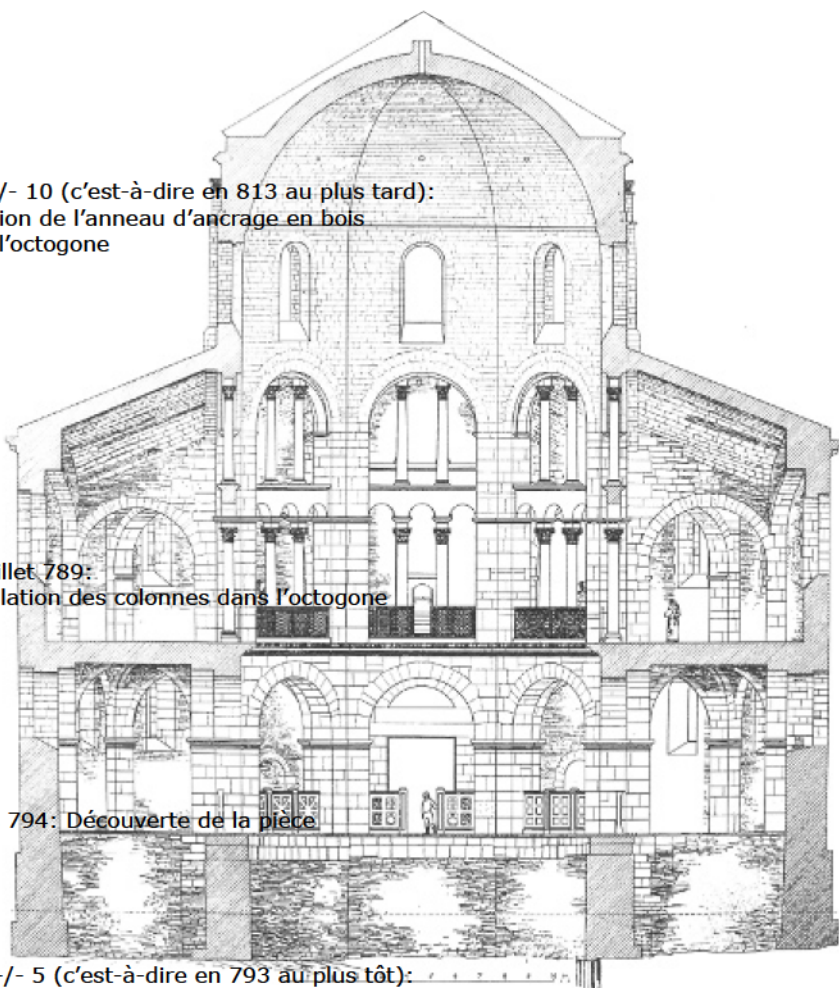 /- 10 (c'est-à-dire en 813 au plus tard):
ion de l'anneau d'ancrage en bois
l'octogone
illet 789:
lation des colonnes dans l'octogone
794: Découverte de la pièce
+/- 5 (c'est-à-dire en 793 au plus tôt):